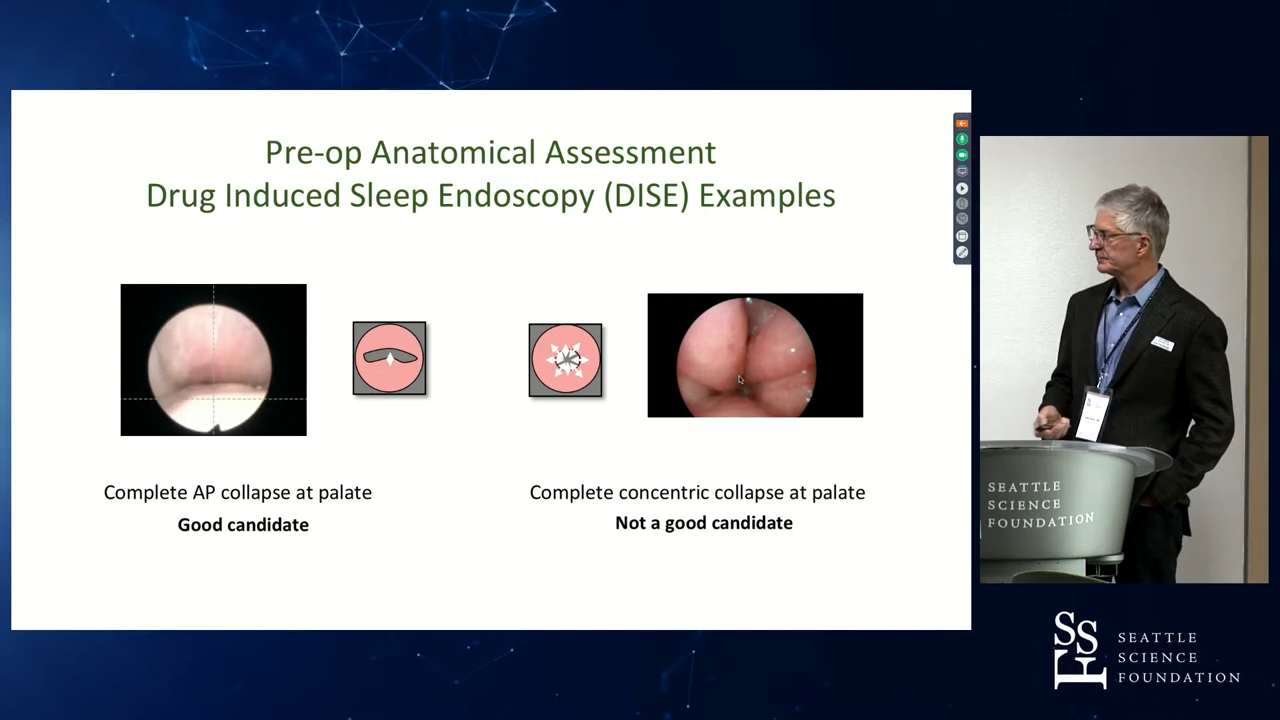 Pre-op Anatomical Assessment
Drug Induced Sleep Endoscopy (DISE) Examples
Complete AP collapse at palate
Good candidate
Complete concentric collapse at palate
Not a good candidate
SEATTLE
SCIENCE
FOUNDATION
SSF
SEATTLE
SCIENCE
FOUNDATION